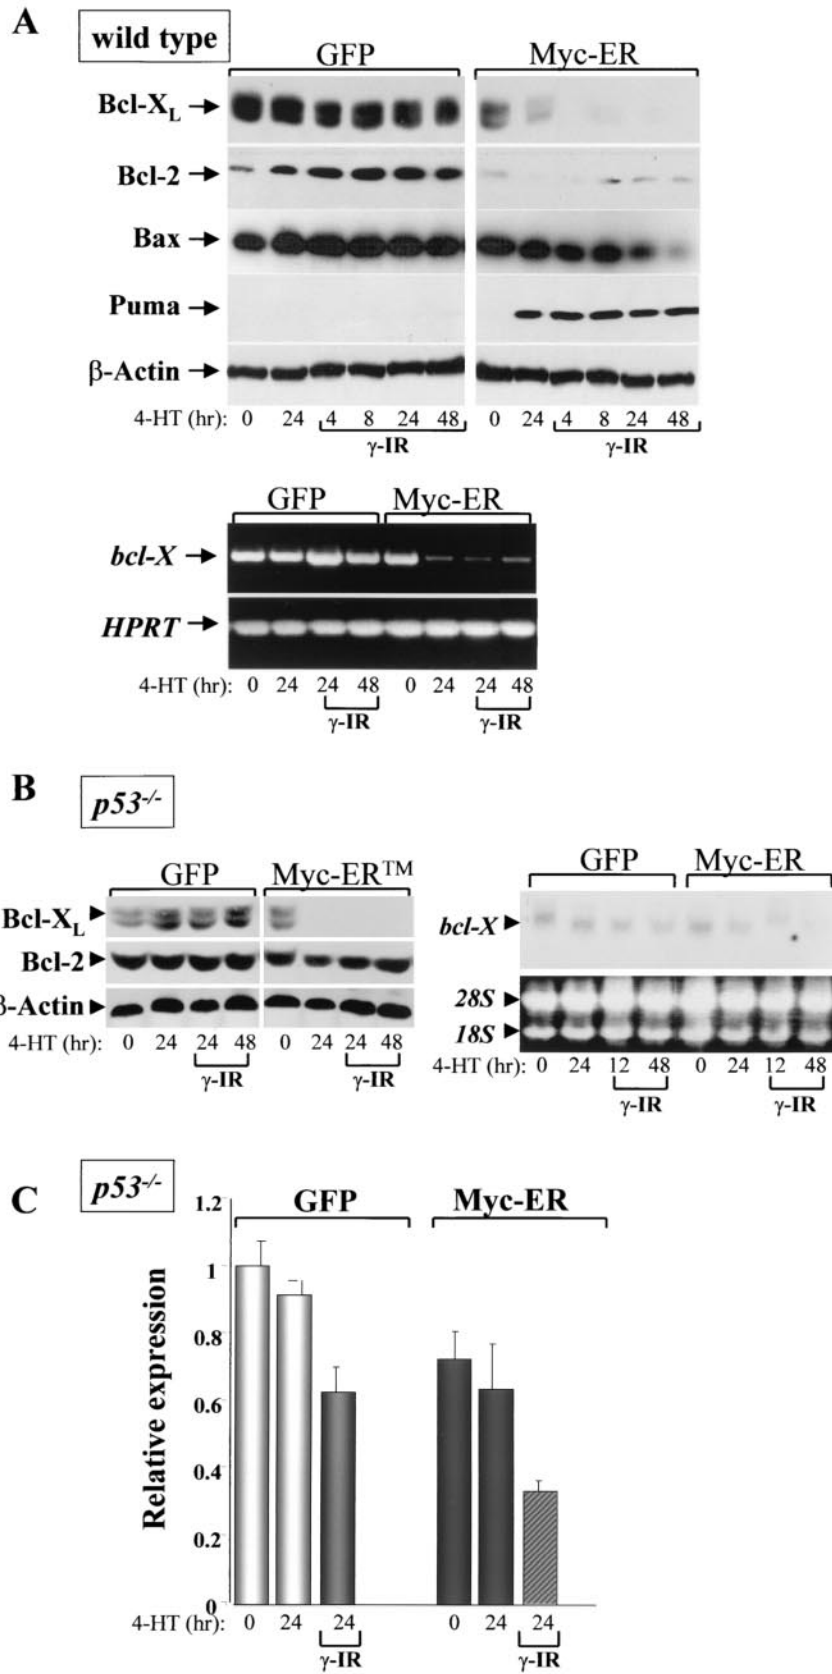 A
wild type
GFP Myc-ER
Bcl-XL
Bcl-2
Bax
Puma
β-Actin
4-HT (hr): 0 24 4 8 24 48 0 24 4 8 24 48
γ-IR γ-IR
GFP Myc-ER
bcl-X
HPRT
4-HT (hr): 0 24 24 48 0 24 24 48
γ-IR γ-IR
B
p53-/-
GFP Myc-ER™
Bcl-XL
Bcl-2
β-Actin
4-HT (hr): 0 24 24 48 0 24 24 48
γ-IR γ-IR
GFP Myc-ER
bcl-X
28S
18S
4-HT (hr): 0 24 12 48 0 24 12 48
γ-IR γ-IR
C
p53-/-
GFP Myc-ER
Relative expression
1.2
1
0.8
0.6
0.4
0.2
0
4-HT (hr): 0 24 24 0 24 24
γ-IR γ-IR